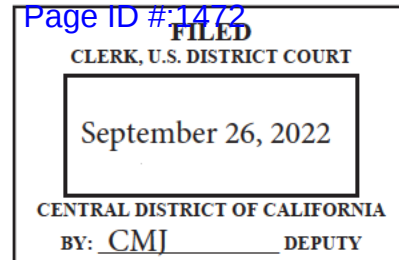 Page ID #:1472
FILED
CLERK, U.S. DISTRICT COURT
September 26, 2022
CENTRAL DISTRICT OF CALIFORNIA
BY: CMJ DEPUTY